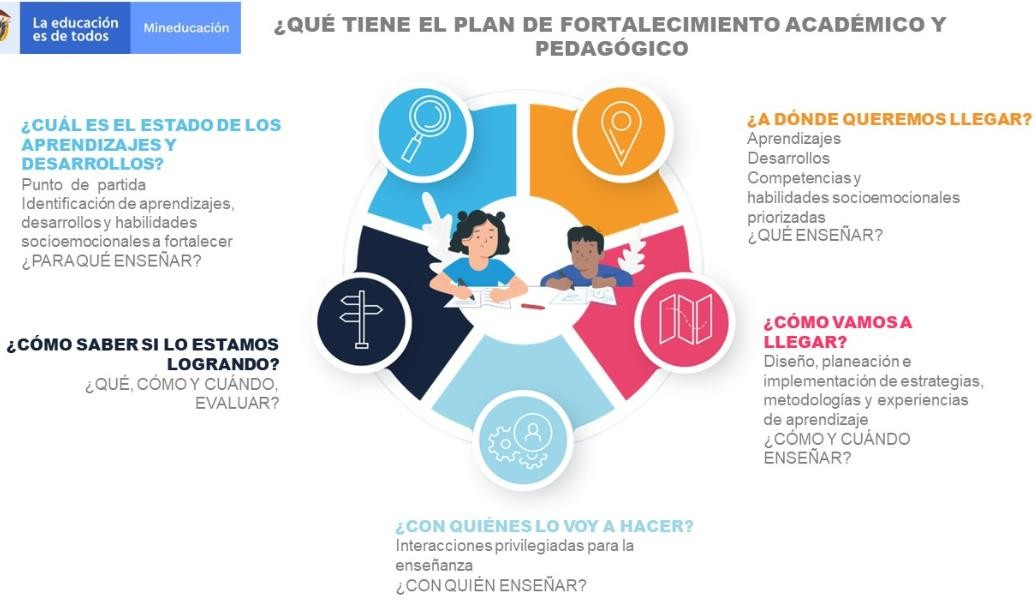 La educación
es de todos
Mineducación
¿QUÉ TIENE EL PLAN DE FORTALECIMIENTO ACADÉMICO Y
PEDAGÓGICO
¿CUÁL ES EL ESTADO DE LOS
APRENDIZAJES Y
DESARROLLOS?
Punto de partida
Identificación de aprendizajes,
desarrollos y habilidades
socioemocionales a fortalecer
¿PARA QUÉ ENSEÑAR?
¿A DÓNDE QUEREMOS LLEGAR?
Aprendizajes
Desarrollos
Competencias y
habilidades socioemocionales
priorizadas
¿QUÉ ENSEÑAR?
¿CÓMO VAMOS A
LLEGAR?
Diseño, planeación e
implementación de estrategias,
metodologías y experiencias
de aprendizaje
¿CÓMO Y CUÁNDO
ENSEÑAR?
¿CON QUIÉNES LO VOY A HACER?
Interacciones privilegiadas para la
enseñanza
¿CON QUIÉN ENSEÑAR?
¿CÓMO SABER SI LO ESTAMOS
LOGRANDO?
¿QUÉ, CÓMO Y CUÁNDO,
EVALUAR?